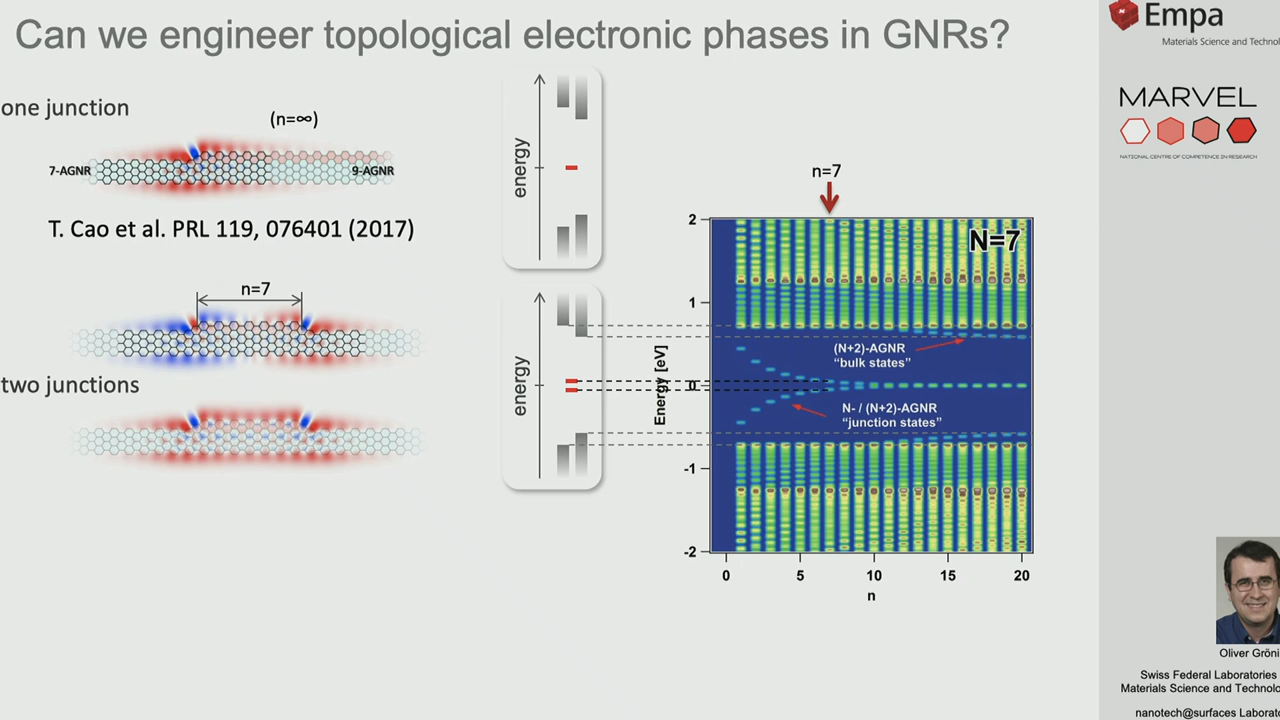 Can we engineer topological electronic phases in GNRs?
one junction
(n=∞)
7-AGNR
9-AGNR
T. Cao et al. PRL 119, 076401 (2017)
energy
n=7
two junctions
energy
n=7
N=7
2
1
0
-1
-2
Energy [eV]
(N+2)-AGNR
“bulk states”
N- / (N+2)-AGNR
“junction states”
0
5
10
15
20
n
Empa
Materials Science and Technol
MARVEL
NATIONAL CENTRE OF COMPETENCE IN RESEARCH
Oliver Gröni
Swiss Federal Laboratories
Materials Science and Technolo
nanotech@surfaces Laborat